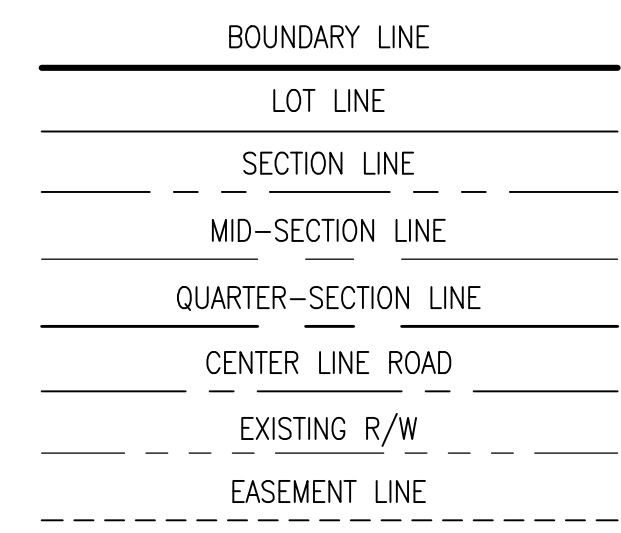 BOUNDARY LINE
LOT LINE
SECTION LINE
MID-SECTION LINE
QUARTER-SECTION LINE
CENTER LINE ROAD
EXISTING R/W
EASEMENT LINE